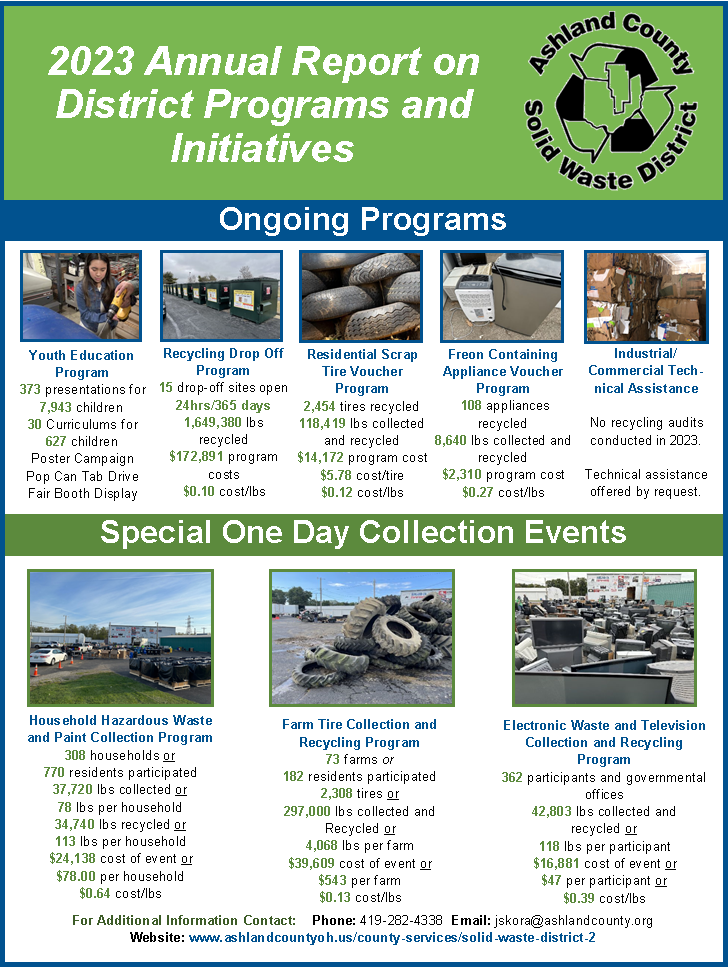 2023 Annual Report on
District Programs and
Initiatives
Ashland County
Solid Waste District
Ongoing Programs
Youth Education
Program
373 presentations for
7,943 children
30 Curriculums for
627 children
Poster Campaign
Pop Can Tab Drive
Fair Booth Display
Recycling Drop Off
Program
15 drop-off sites open
24hrs/365 days
1,649,380 lbs
recycled
$172,891 program
costs
$0.10 cost/lbs
Residential Scrap
Tire Voucher
Program
2,454 tires recycled
118,419 lbs collected
and recycled
$14,172 program cost
$5.78 cost/tire
$0.12 cost/lbs
Freon Containing
Appliance Voucher
Program
108 appliances
recycled
8,640 lbs collected and
recycled
$2,310 program cost
$0.27 cost/lbs
Industrial/
Commercial Tech-
nical Assistance
No recycling audits
conducted in 2023.
Technical assistance
offered by request.
Special One Day Collection Events
Household Hazardous Waste
and Paint Collection Program
308 households or
770 residents participated
37,720 lbs collected or
78 lbs per household
34,740 lbs recycled or
113 lbs per household
$24,138 cost of event or
$78.00 per household
$0.64 cost/lbs
Farm Tire Collection and
Recycling Program
73 farms or
182 residents participated
2,308 tires or
297,000 lbs collected and
Recycled or
4,068 lbs per farm
$39,609 cost of event or
$543 per farm
$0.13 cost/lbs
Electronic Waste and Television
Collection and Recycling
Program
362 participants and governmental
offices
42,803 lbs collected and
recycled or
118 lbs per participant
$16,881 cost of event or
$47 per participant or
$0.39 cost/lbs
For Additional Information Contact: Phone: 419-282-4338 Email: jskora@ashlandcounty.org
Website: www.ashlandcountyoh.us/county-services/solid-waste-district-2